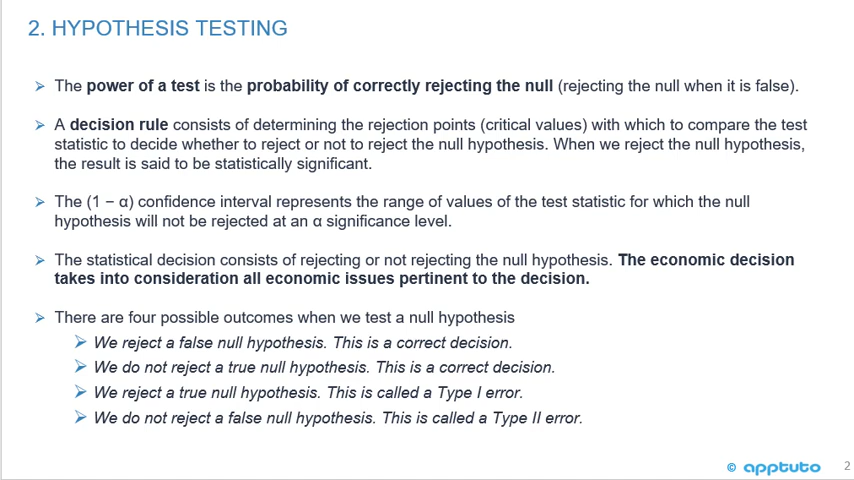 2. HYPOTHESIS TESTING
The power of a test is the probability of correctly rejecting the null (rejecting the null when it is false).
A decision rule consists of determining the rejection points (critical values) with which to compare the test
statistic to decide whether to reject or not to reject the null hypothesis. When we reject the null hypothesis,
the result is said to be statistically significant.
The (1 − α) confidence interval represents the range of values of the test statistic for which the null
hypothesis will not be rejected at an α significance level.
The statistical decision consists of rejecting or not rejecting the null hypothesis. The economic decision
takes into consideration all economic issues pertinent to the decision.
There are four possible outcomes when we test a null hypothesis
We reject a false null hypothesis. This is a correct decision.
We do not reject a true null hypothesis. This is a correct decision.
We reject a true null hypothesis. This is called a Type I error.
We do not reject a false null hypothesis. This is called a Type II error.
© apptuto 2